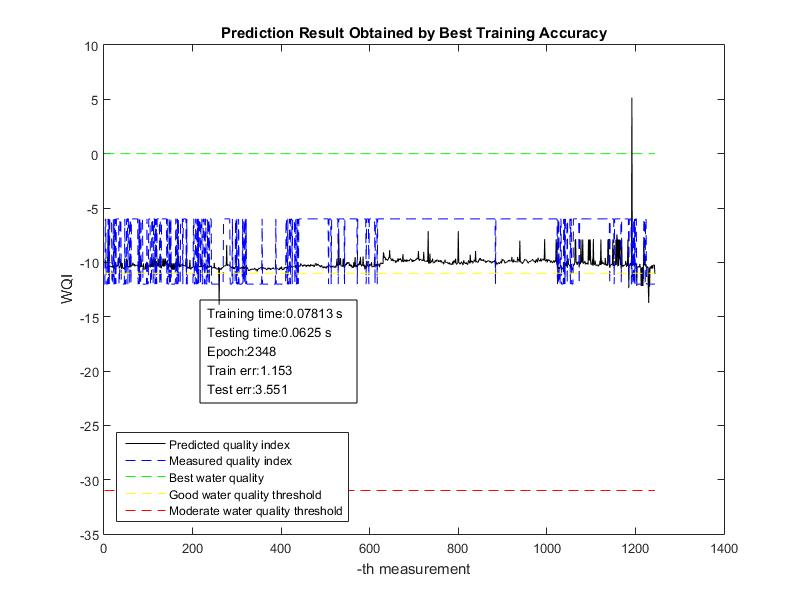 Prediction Result Obtained by Best Training Accuracy
10
5
0
-5
-10
-15
-20
-25
-30
-35
WQI
Training time:0.07813 s
Testing time:0.0625 s
Epoch:2348
Train err:1.153
Test err:3.551
Predicted quality index
Measured quality index
Best water quality
Good water quality threshold
Moderate water quality threshold
0 200 400 600 800 1000 1200 1400
-th measurement